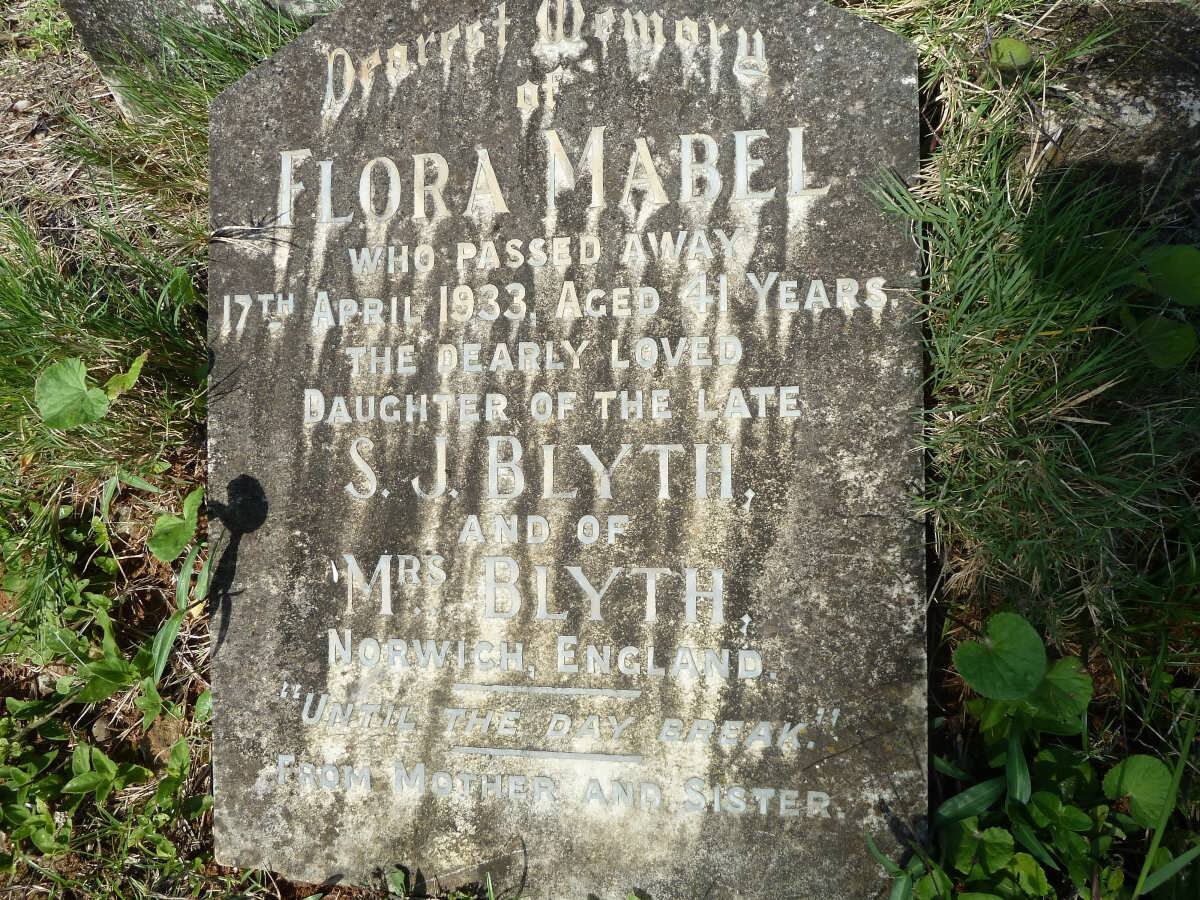 Dearest Memory
of
FLORA MABEL
WHO PASSED AWAY
17TH APRIL 1933. AGED 41 YEARS.
THE DEARLY LOVED
DAUGHTER OF THE LATE
S. J. BLYTH,
AND OF
MRS. BLYTH,
NORWICH, ENGLAND.
"UNTIL THE DAY BREAK."
FROM MOTHER AND SISTER.